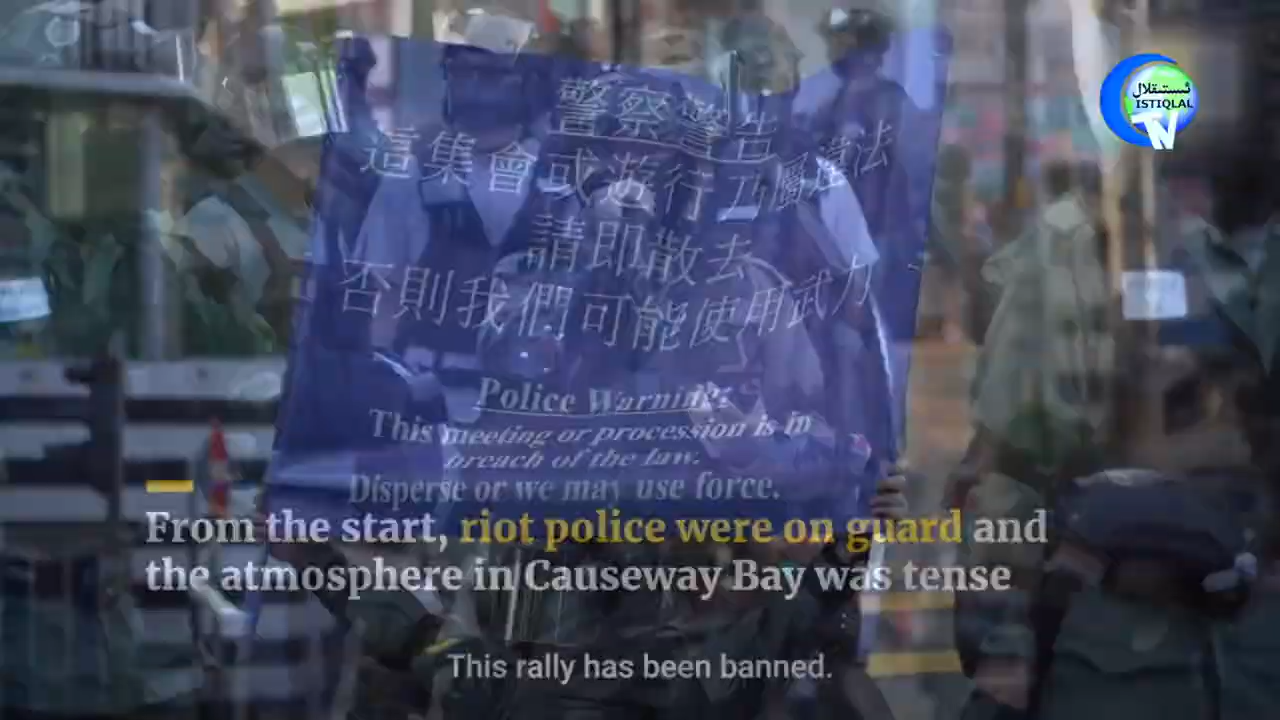 ئىستىقلال
ISTIQLAL
TV
警察警告
這集會或遊行乃屬違法
請即散去
否則我們可能使用武力
Police Warning
This meeting or procession is in
breach of the law.
Disperse or we may use force.
From the start, riot police were on guard and
the atmosphere in Causeway Bay was tense
This rally has been banned.